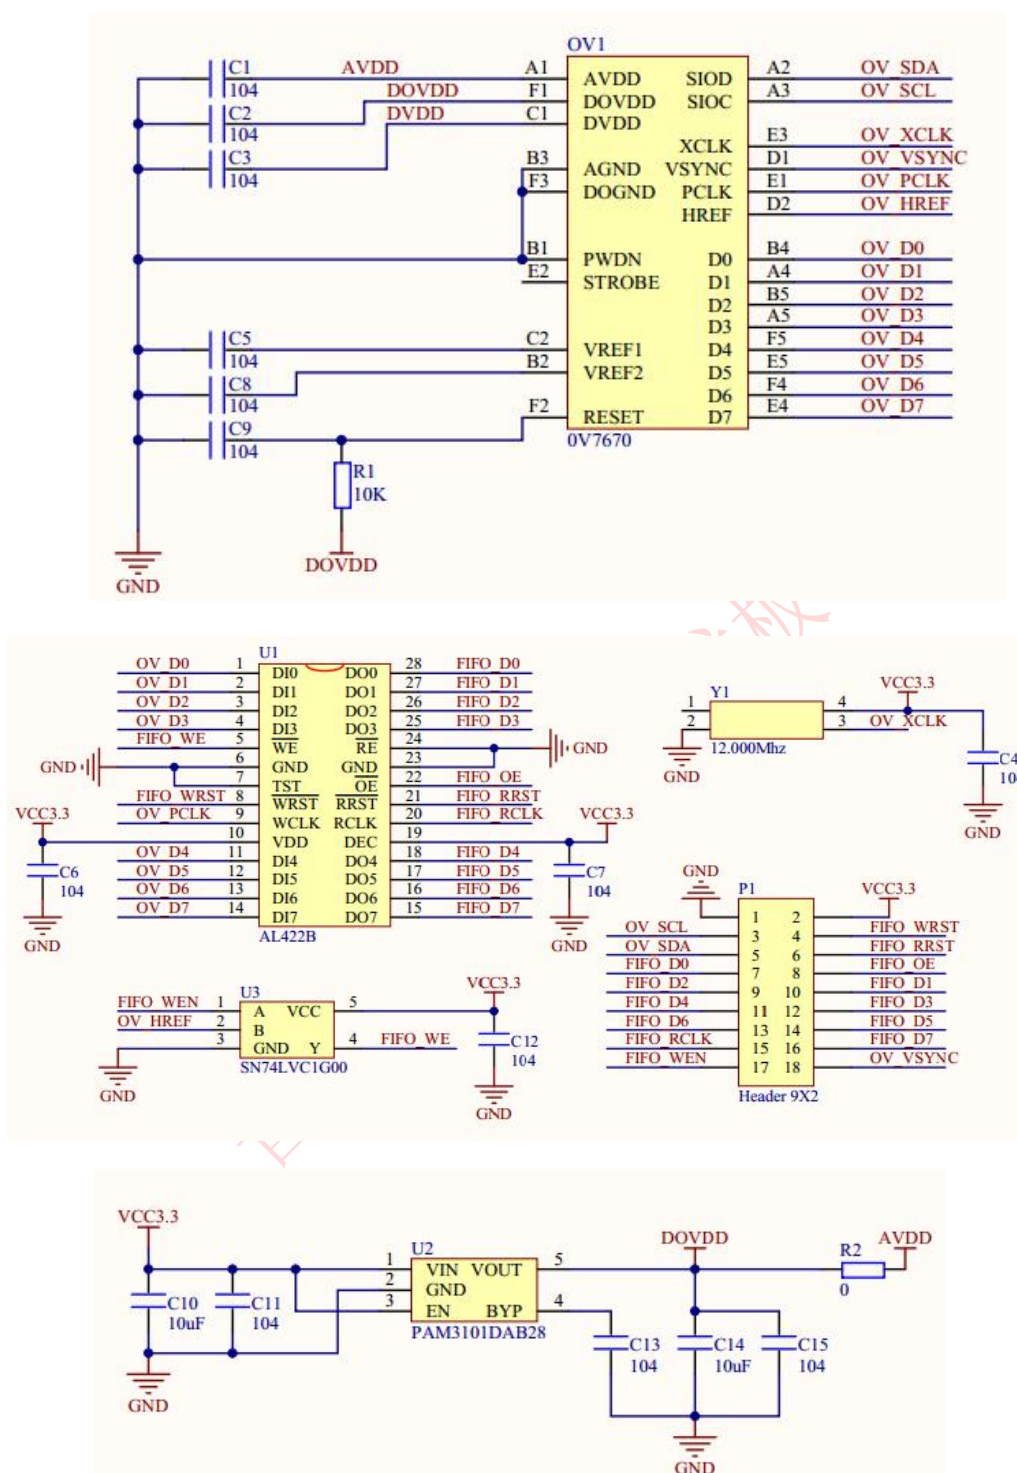 OV1
C1 AVDD A1 AVDD SIOD A2 OV_SDA
104 DOVDD F1 DOVDD SIOC A3 OV_SCL
C2 DVDD C1 DVDD
104 XCLK E3 OV_XCLK
C3 B3 AGND VSYNC D1 OV_VSYNC
104 F3 DOGND PCLK E1 OV_PCLK
HREF D2 OV_HREF
B1 PWDN D0 B4 OV_D0
E2 STROBE D1 A4 OV_D1
D2 B5 OV_D2
D3 A5 OV_D3
C5 C2 VREF1 D4 F5 OV_D4
104 B2 VREF2 D5 E5 OV_D5
C8 D6 F4 OV_D6
104 F2 RESET D7 E4 OV_D7
C9 0V7670
104
R1
10K
DOVDD
GND
U1
OV_D0 1 DI0 DO0 28 FIFO_D0
OV_D1 2 DI1 DO1 27 FIFO_D1
OV_D2 3 DI2 DO2 26 FIFO_D2
OV_D3 4 DI3 DO3 25 FIFO_D3
FIFO_WE 5 WE RE 24
GND 6 GND GND 23 GND
7 TST OE 22 FIFO_OE
FIFO_WRST 8 WRST RRST 21 FIFO_RRST
OV_PCLK 9 WCLK RCLK 20 FIFO_RCLK
VCC3.3 10 VDD DEC 19 VCC3.3
OV_D4 11 DI4 DO4 18 FIFO_D4
OV_D5 12 DI5 DO5 17 FIFO_D5
OV_D6 13 DI6 DO6 16 FIFO_D6
OV_D7 14 DI7 DO7 15 FIFO_D7
C6
104
C7
104
GND
AL422B
GND
Y1
VCC3.3
1 4
2 3 OV_XCLK
12.000Mhz
GND
C4
10
GND
GND P1 VCC3.3
1 2
OV_SCL 3 4 FIFO_WRST
OV_SDA 5 6 FIFO_RRST
FIFO_D0 7 8 FIFO_OE
FIFO_D2 9 10 FIFO_D1
FIFO_D4 11 12 FIFO_D3
FIFO_D6 13 14 FIFO_D5
FIFO_RCLK 15 16 FIFO_D7
FIFO_WEN 17 18 OV_VSYNC
Header 9X2
U3 VCC3.3
FIFO_WEN 1 A VCC 5
OV_HREF 2 B
3 GND Y 4 FIFO_WE
SN74LVC1G00
C12
104
GND
GND
VCC3.3
U2
DOVDD R2 AVDD
1 VIN VOUT 5
2 GND
3 EN BYP 4
PAM3101DAB28
0
C10
10uF
C11
104
C13
104
C14
10uF
C15
104
GND
GND